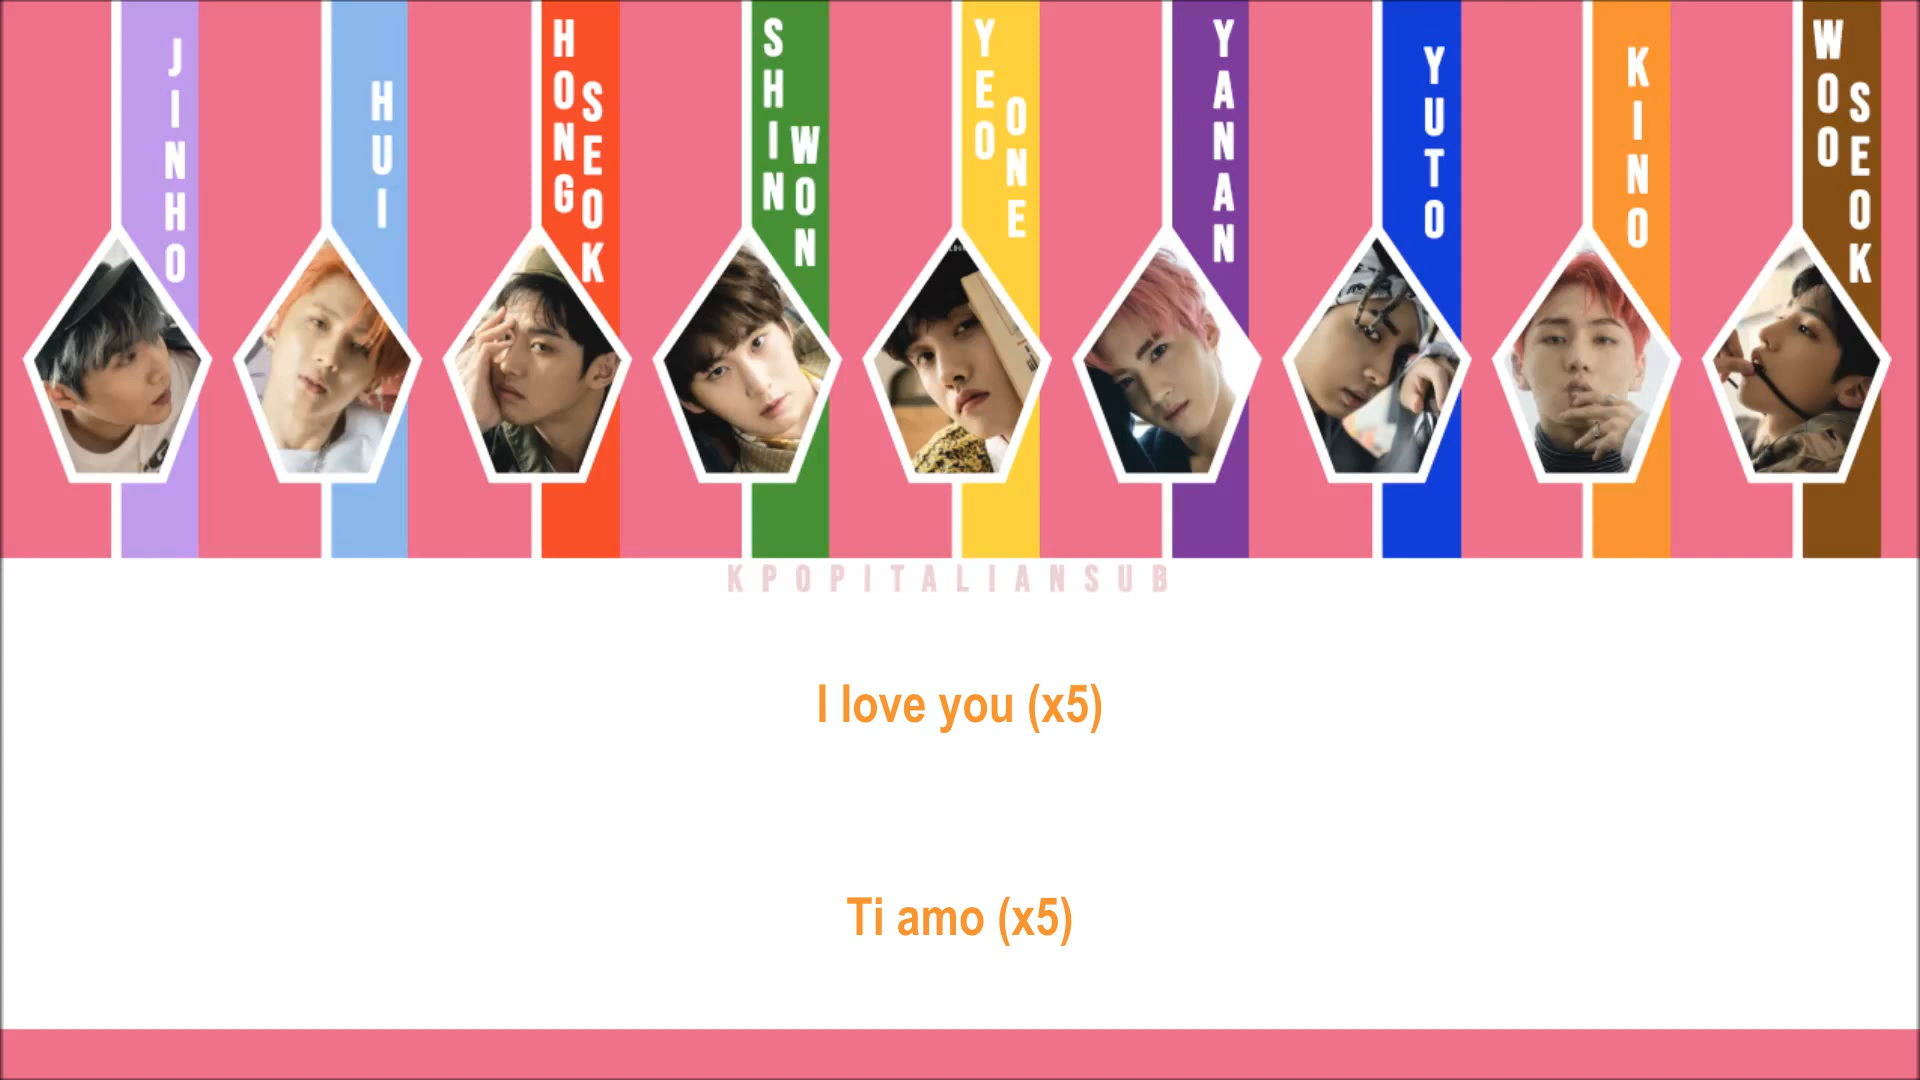 JINHO
HUI
HONG
SEOK
SHIN
WON
YEO
ONE
YANAN
YUTO
KINO
WOO
SEOK
KPOPITALIANSUB
I love you (x5)
Ti amo (x5)